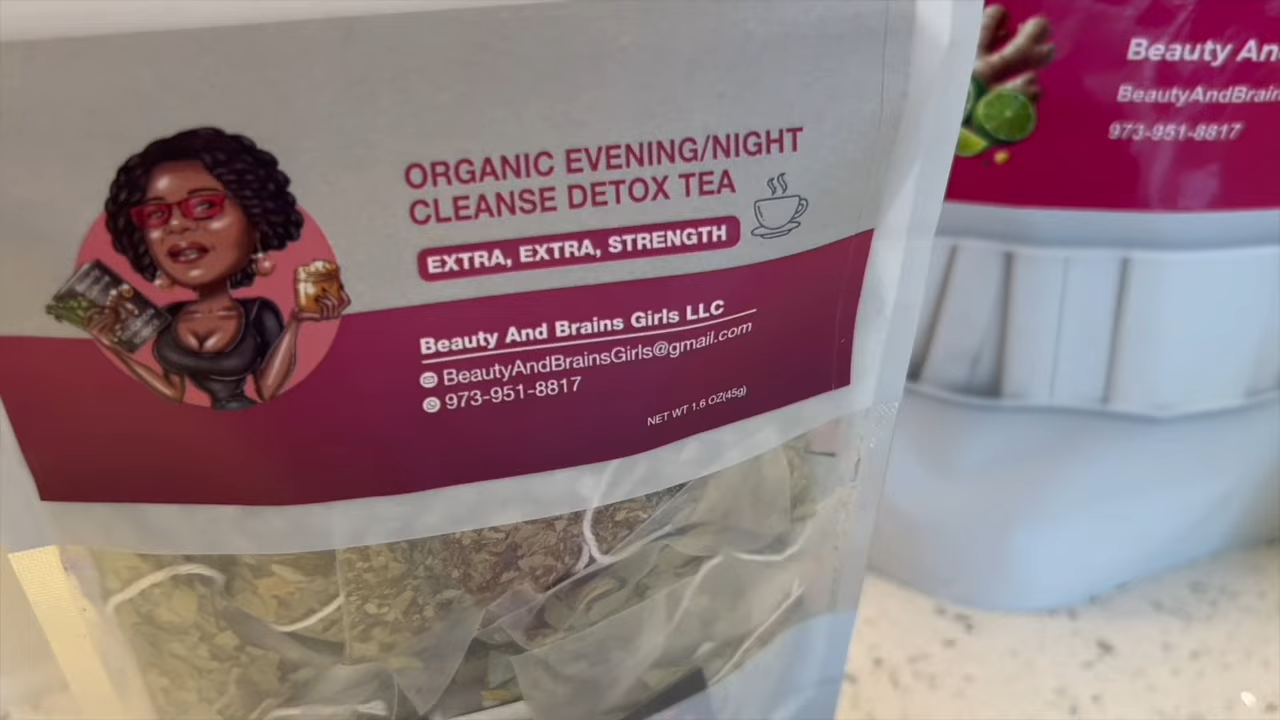 ORGANIC EVENING/NIGHT
CLEANSE DETOX TEA
EXTRA, EXTRA, STRENGTH
Beauty And Brains Girls LLC
BeautyAndBrainsGirls@gmail.com
973-951-8817
NET WT 1.6 OZ(45g)
Beauty An
BeautyAndBrain
973-951-8817